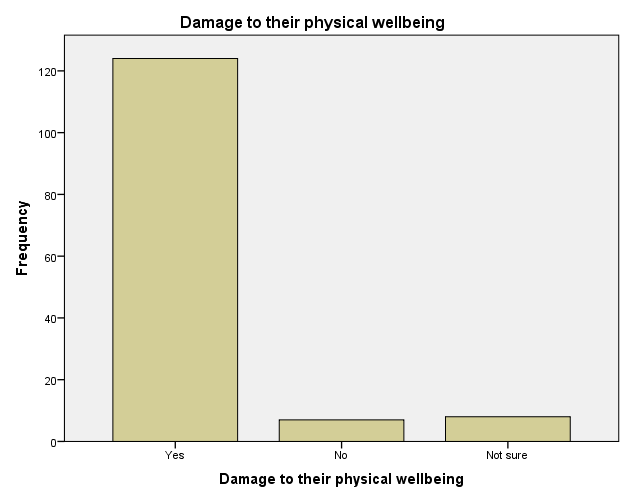 Damage to their physical wellbeing
Frequency
120
100
80
60
40
20
0
Yes No Not sure
Damage to their physical wellbeing